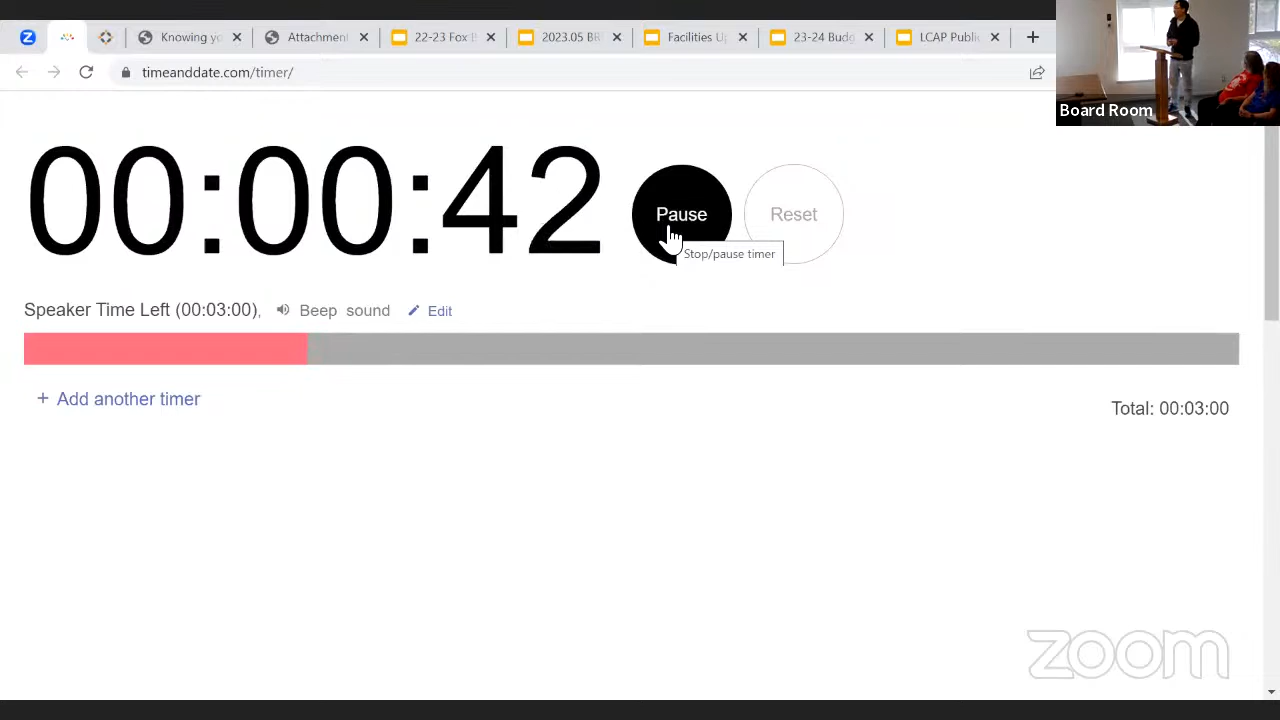 Knowing yo
Attachment
22-23 Fox B
2023.05 BR
Facilities Up
23-24 Budg
LCAP Public
timeanddate.com/timer/
Board Room
00:00:42
Pause
Reset
Stop/pause timer
Speaker Time Left (00:03:00),
Beep sound
Edit
+ Add another timer
Total: 00:03:00
zoom